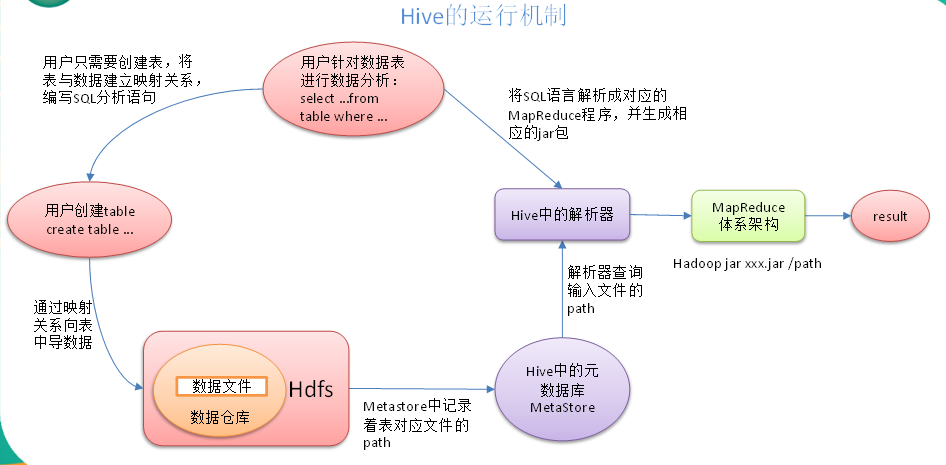 Hive的运行机制
用户只需要创建表，将
表与数据建立映射关系，
编写SQL分析语句
用户针对数据表
进行数据分析：
select ...from
table where ...
将SQL语言解析成对应的
MapReduce程序，并生成相
应的jar包
用户创建table
create table ...
Hive中的解析器
MapReduce
体系架构
result
Hadoop jar xxx.jar /path
解析器查询
输入文件的
path
通过映射
关系向表
中导数据
数据文件
数据仓库
Hdfs
Metastore中记录
着表对应文件的
path
Hive中的元
数据库
MetaStore